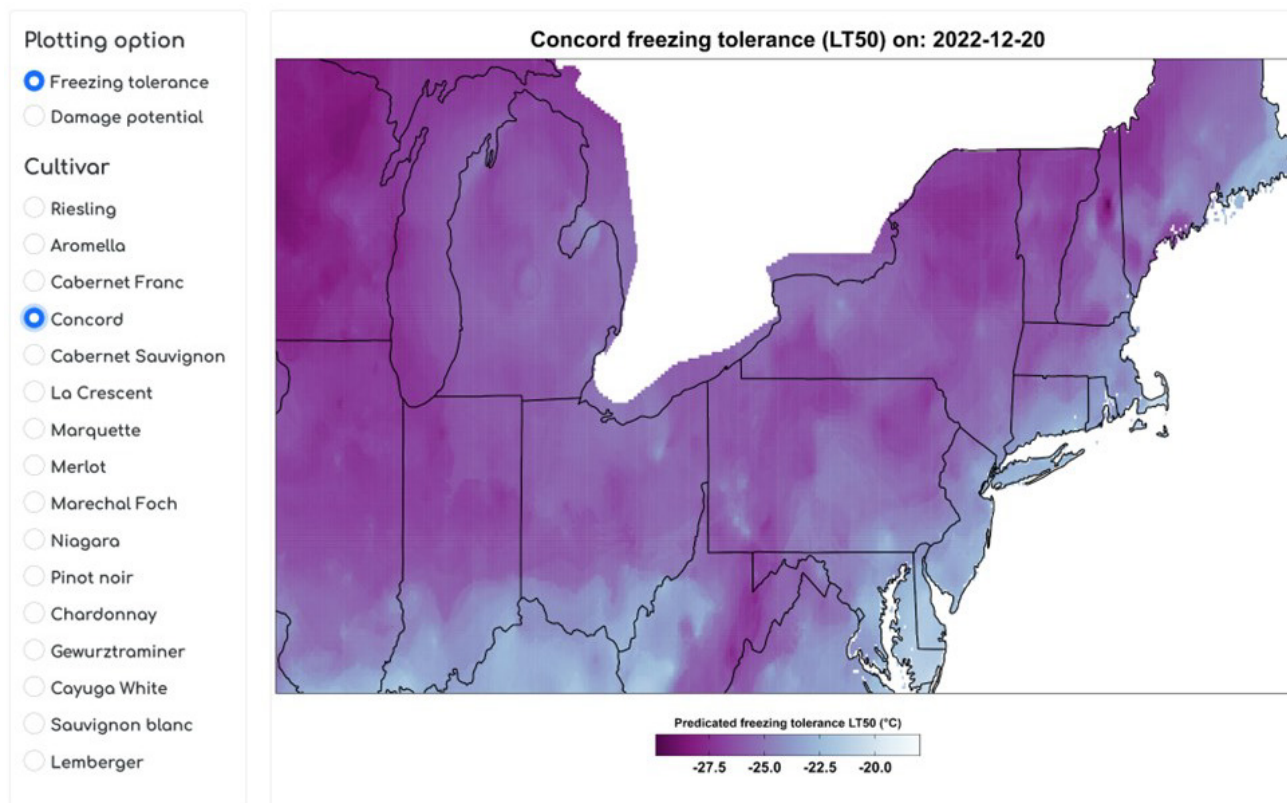 Plotting option
Freezing tolerance
Damage potential
Cultivar
Riesling
Aromella
Cabernet Franc
Concord
Cabernet Sauvignon
La Crescent
Marquette
Merlot
Marechal Foch
Niagara
Pinot noir
Chardonnay
Gewurztraminer
Cayuga White
Sauvignon blanc
Lemberger
Concord freezing tolerance (LT50) on: 2022-12-20
Predicated freezing tolerance LT50 (°C)
-27.5 -25.0 -22.5 -20.0